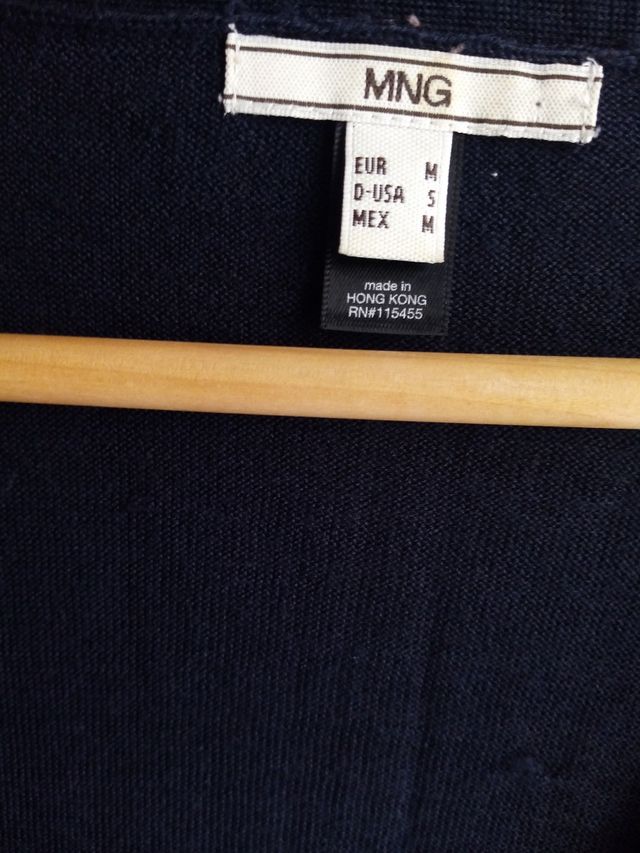 MNG
EUR M
D-USA S
MEX M
made in
HONG KONG
RN#115455